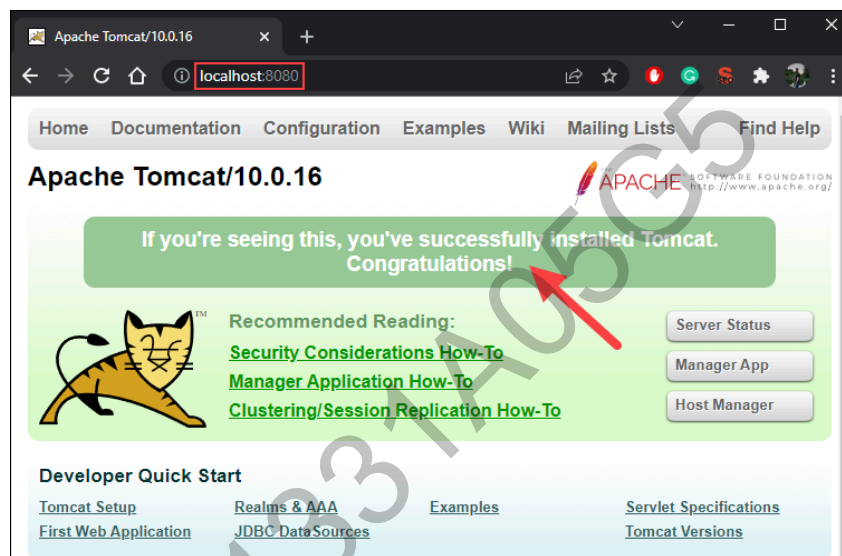 Apache Tomcat/10.0.16
localhost:8080
Home Documentation Configuration Examples Wiki Mailing Lists Find Help
Apache Tomcat/10.0.16
THE
APACHE SOFTWARE FOUNDATION
http://www.apache.org/
If you're seeing this, you've successfully installed Tomcat.
Congratulations!
TM
Recommended Reading:
Security Considerations How-To
Manager Application How-To
Clustering/Session Replication How-To
Server Status
Manager App
Host Manager
Developer Quick Start
Tomcat Setup Realms & AAA Examples Servlet Specifications
First Web Application JDBC DataSources Tomcat Versions
1331A05G5